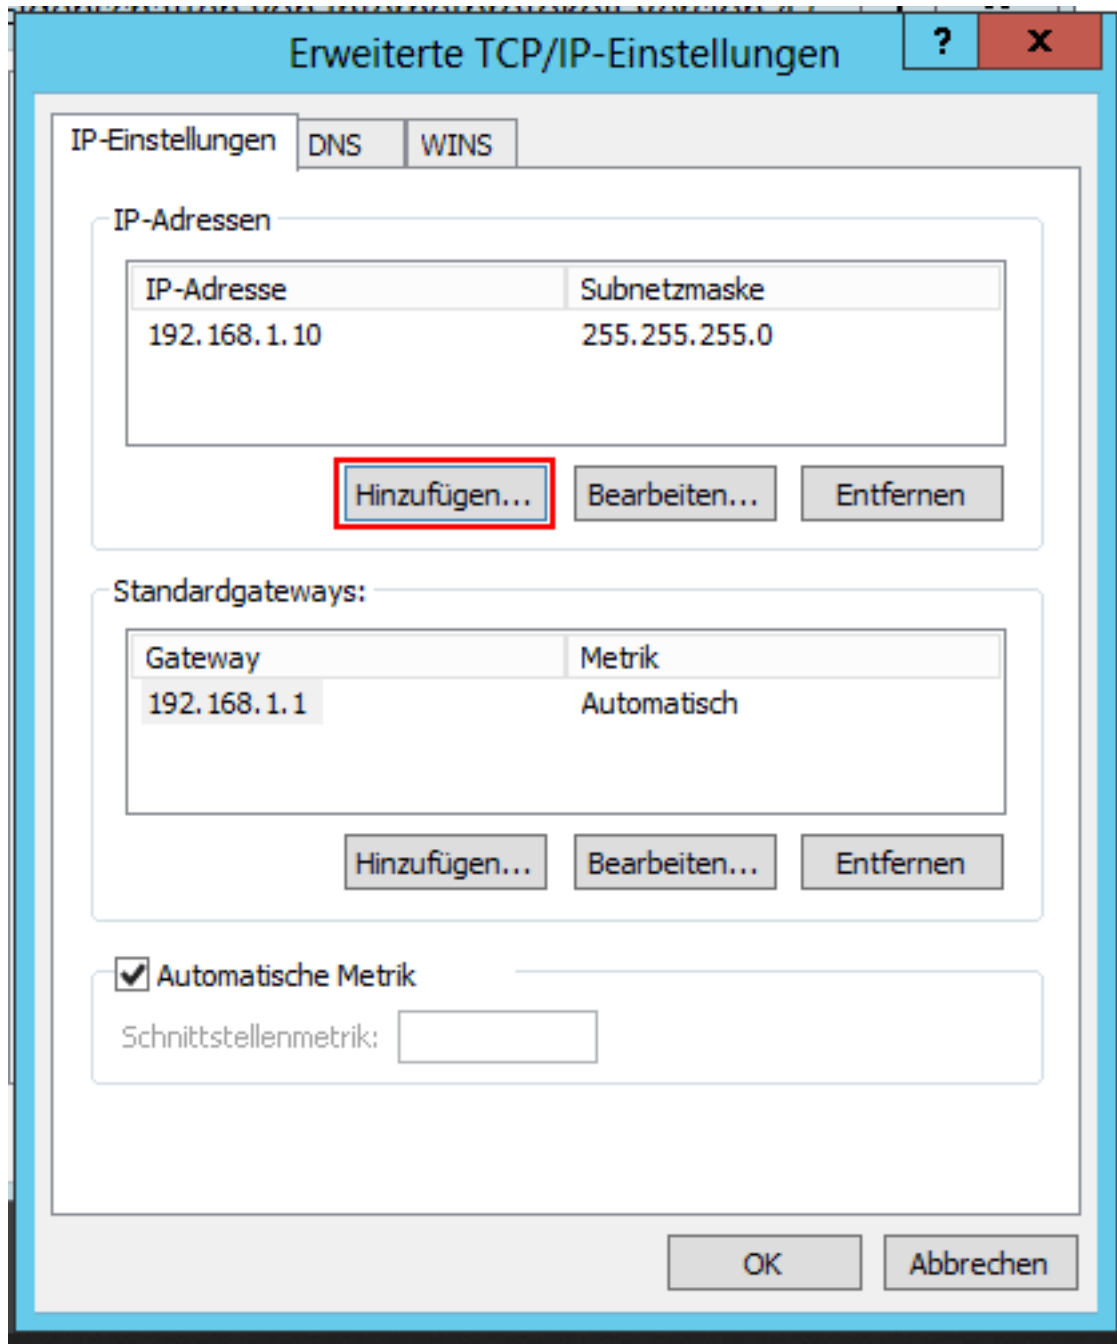 Erweiterte TCP/IP-Einstellungen
?
x
IP-Einstellungen
DNS
WINS
IP-Adressen
IP-Adresse Subnetzmaske
192.168.1.10 255.255.255.0
Hinzufügen... Bearbeiten... Entfernen
Standardgateways:
Gateway Metrik
192.168.1.1 Automatisch
Hinzufügen... Bearbeiten... Entfernen
Automatische Metrik
Schnittstellenmetrik:
OK Abbrechen